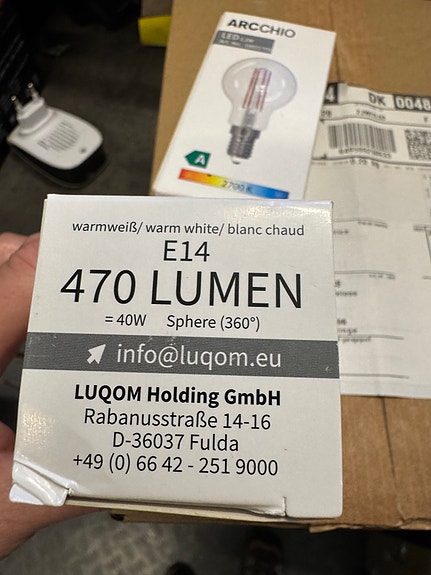 ARCCHIO
LED
A
2700 K
DK 0048
warmweiß/ warm white/ blanc chaud
E14
470 LUMEN
= 40W Sphere (360°)
info@luqom.eu
LUQOM Holding GmbH
Rabanusstraße 14-16
D-36037 Fulda
+49 (0) 66 42 - 251 9000